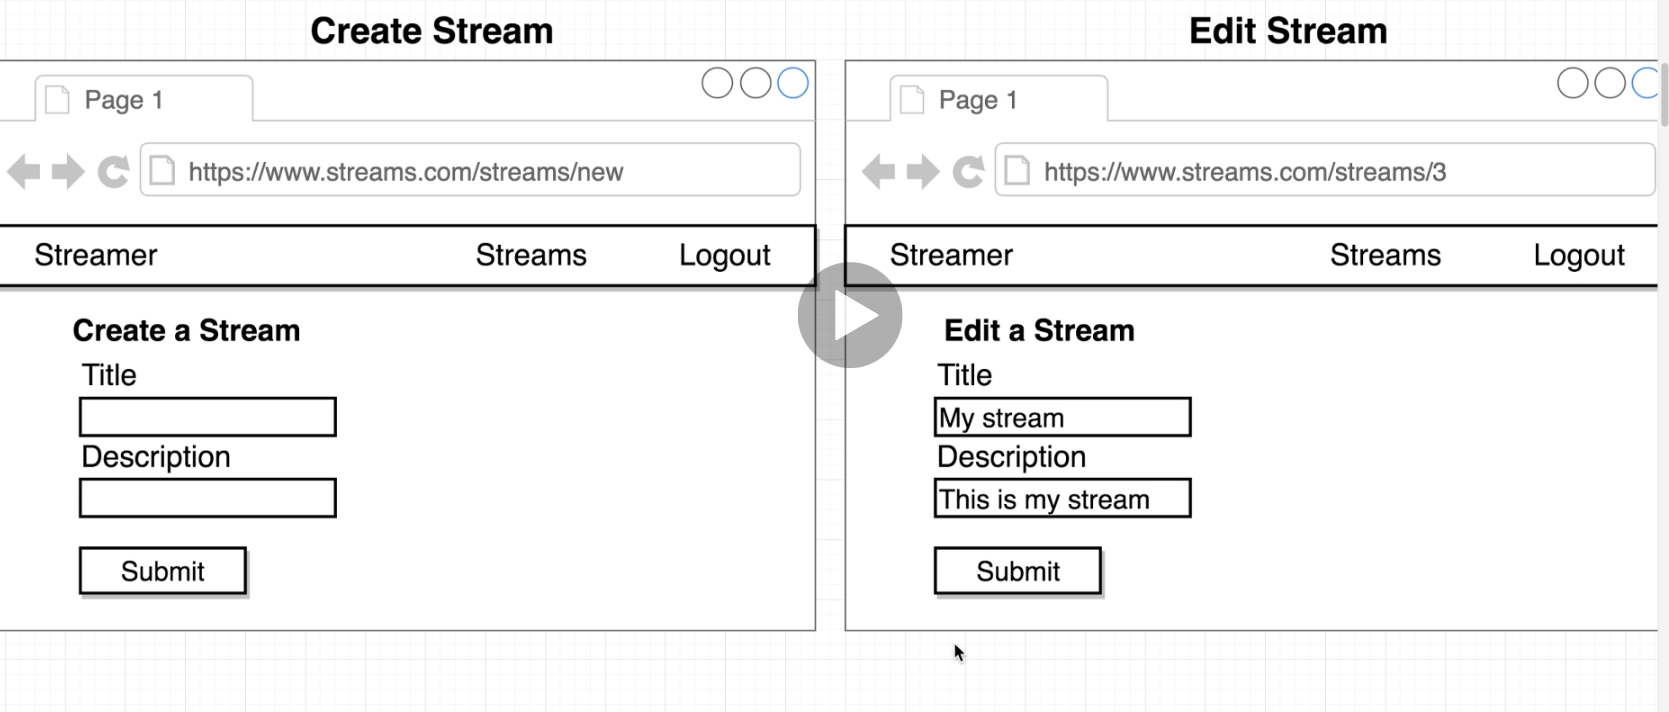 Create Stream
Page 1
https://www.streams.com/streams/new
Streamer Streams Logout
Create a Stream
Title
Description
Submit
Edit Stream
Page 1
https://www.streams.com/streams/3
Streamer Streams Logout
Edit a Stream
Title
My stream
Description
This is my stream
Submit